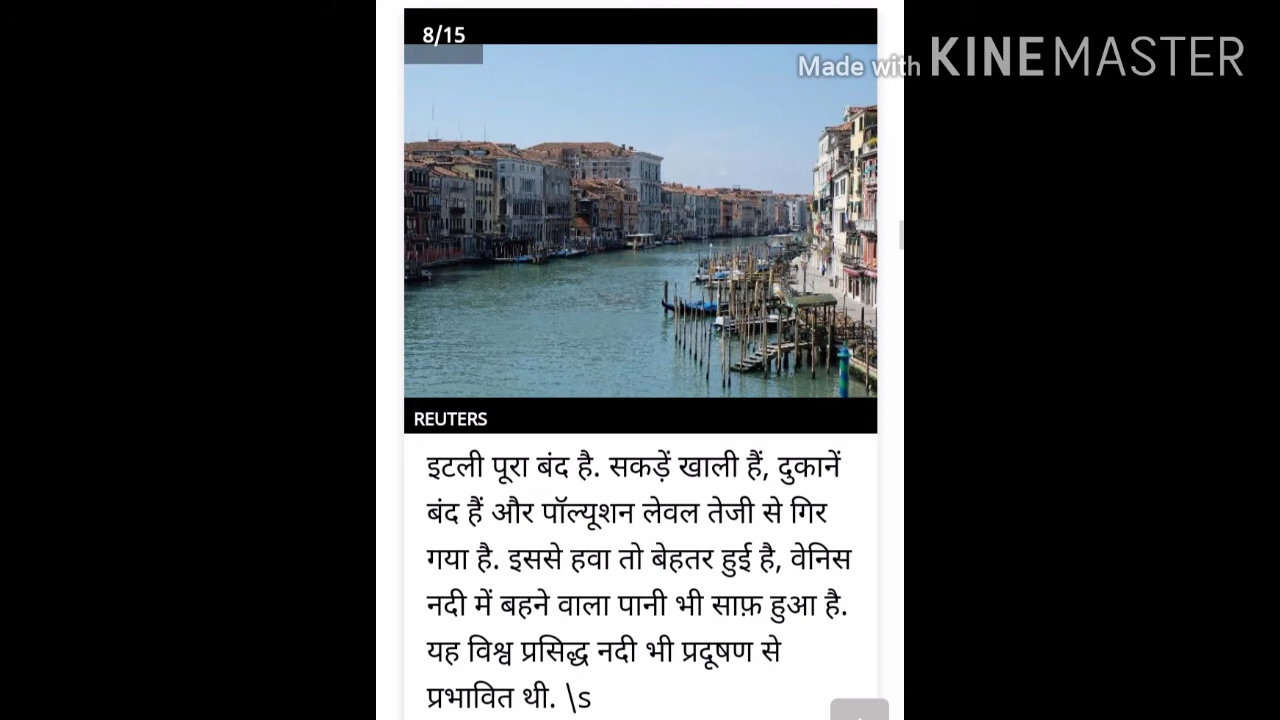 8/15
Made with KINEMASTER
REUTERS
इटली पूरा बंद है. सकड़ें खाली हैं, दुकानें
बंद हैं और पॉल्यूशन लेवल तेजी से गिर
गया है. इससे हवा तो बेहतर हुई है, वेनिस
नदी में बहने वाला पानी भी साफ़ हुआ है.
यह विश्व प्रसिद्ध नदी भी प्रदूषण से
प्रभावित थी. \s